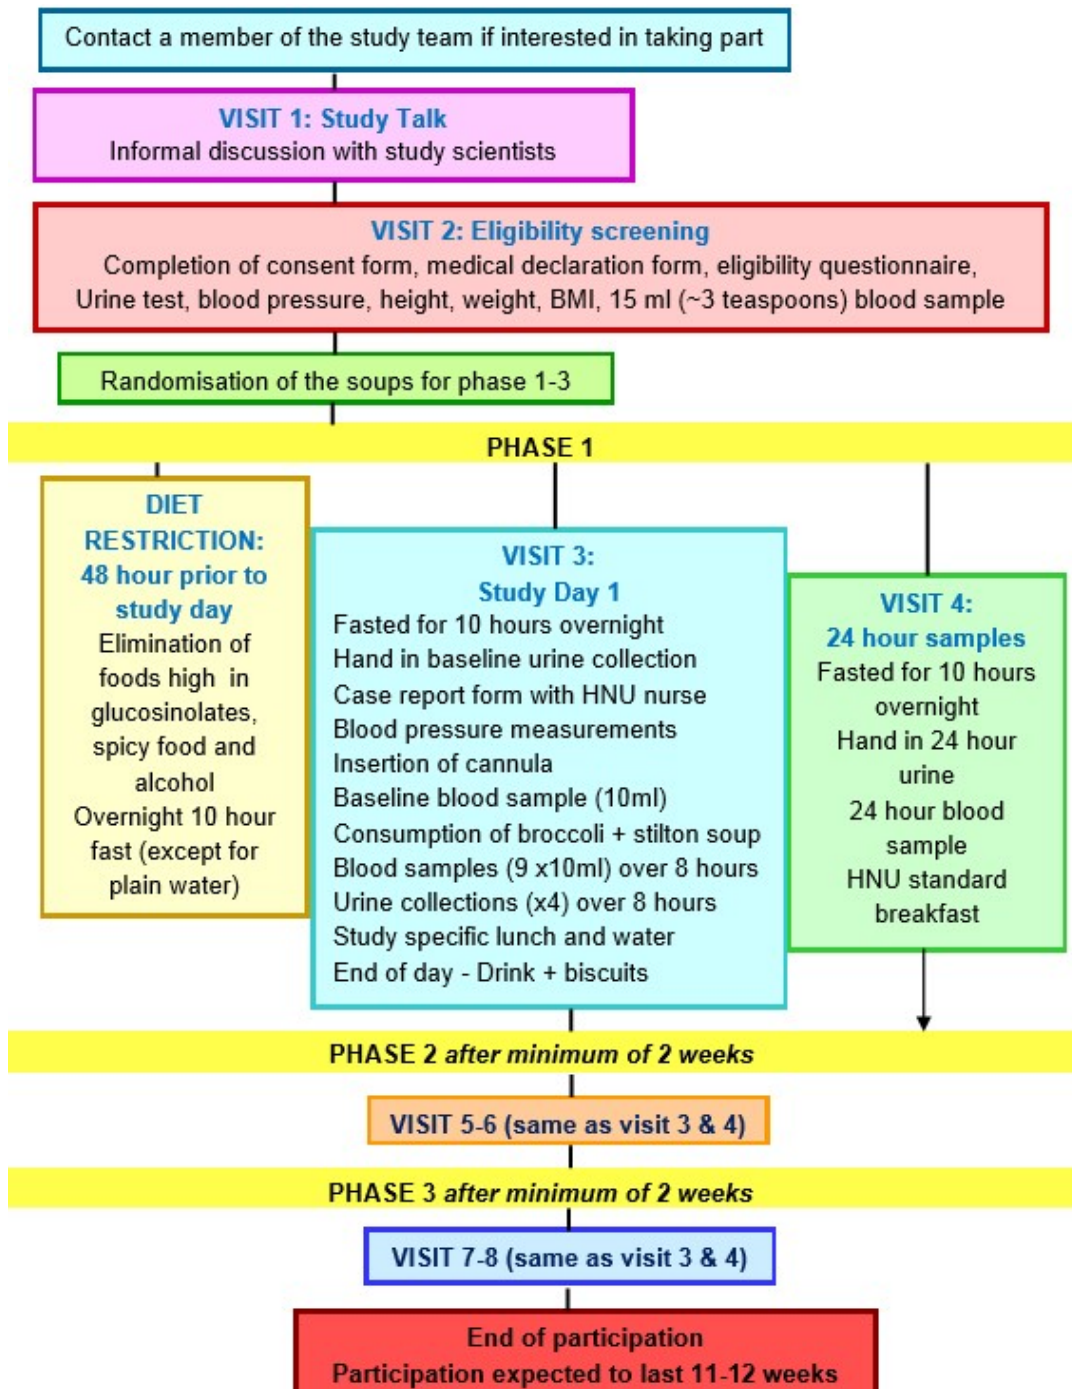 Contact a member of the study team if interested in taking part
VISIT 1: Study Talk
Informal discussion with study scientists
VISIT 2: Eligibility screening
Completion of consent form, medical declaration form, eligibility questionnaire,
Urine test, blood pressure, height, weight, BMI, 15 ml (~3 teaspoons) blood sample
Randomisation of the soups for phase 1-3
PHASE 1
DIET
RESTRICTION:
48 hour prior to
study day
Elimination of
foods high in
glucosinolates,
spicy food and
alcohol
Overnight 10 hour
fast (except for
plain water)
VISIT 3:
Study Day 1
Fasted for 10 hours overnight
Hand in baseline urine collection
Case report form with HNU nurse
Blood pressure measurements
Insertion of cannula
Baseline blood sample (10ml)
Consumption of broccoli + stilton soup
Blood samples (9 x10ml) over 8 hours
Urine collections (x4) over 8 hours
Study specific lunch and water
End of day - Drink + biscuits
VISIT 4:
24 hour samples
Fasted for 10 hours
overnight
Hand in 24 hour
urine
24 hour blood
sample
HNU standard
breakfast
PHASE 2 after minimum of 2 weeks
VISIT 5-6 (same as visit 3 & 4)
PHASE 3 after minimum of 2 weeks
VISIT 7-8 (same as visit 3 & 4)
End of participation
Participation expected to last 11-12 weeks